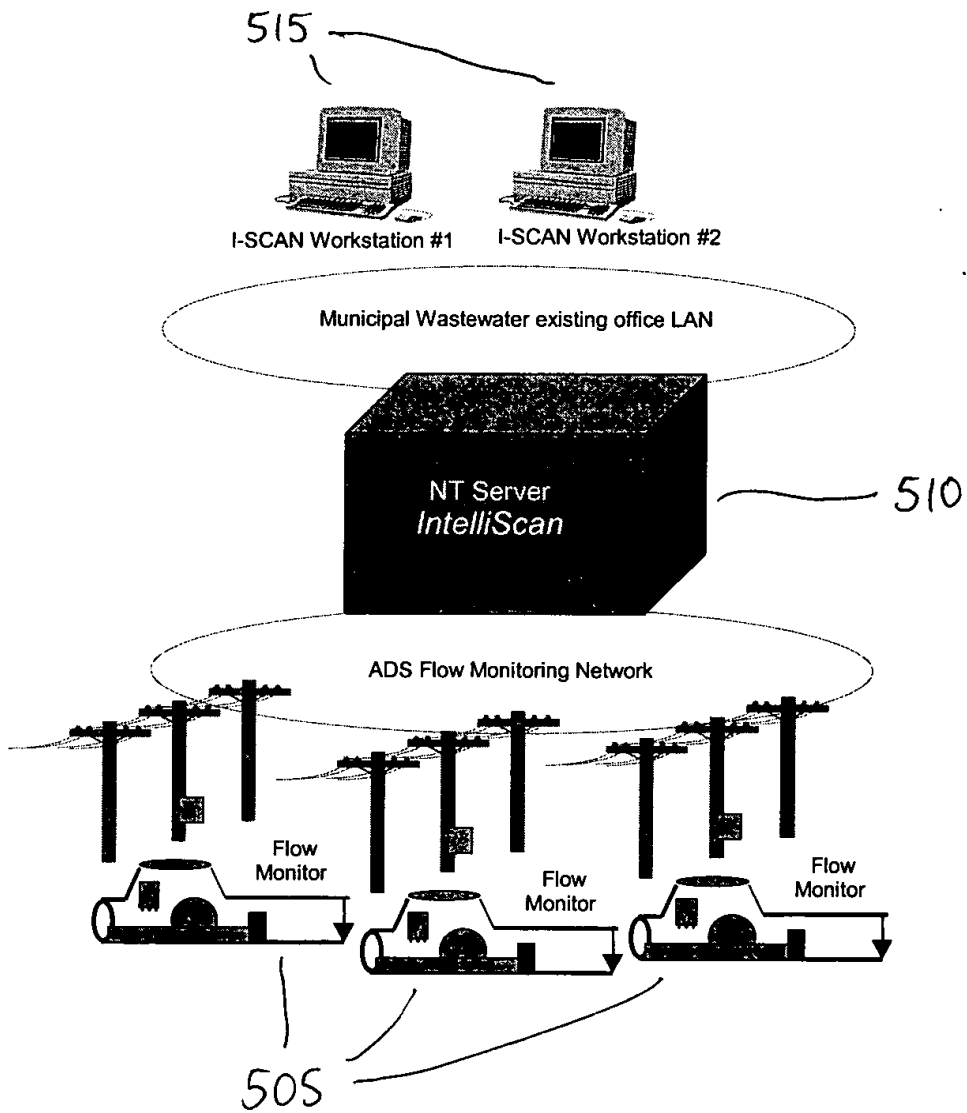 515
I-SCAN Workstation #1
I-SCAN Workstation #2
Municipal Wastewater existing office LAN
NT Server
IntelliScan
510
ADS Flow Monitoring Network
Flow
Monitor
Flow
Monitor
Flow
Monitor
505